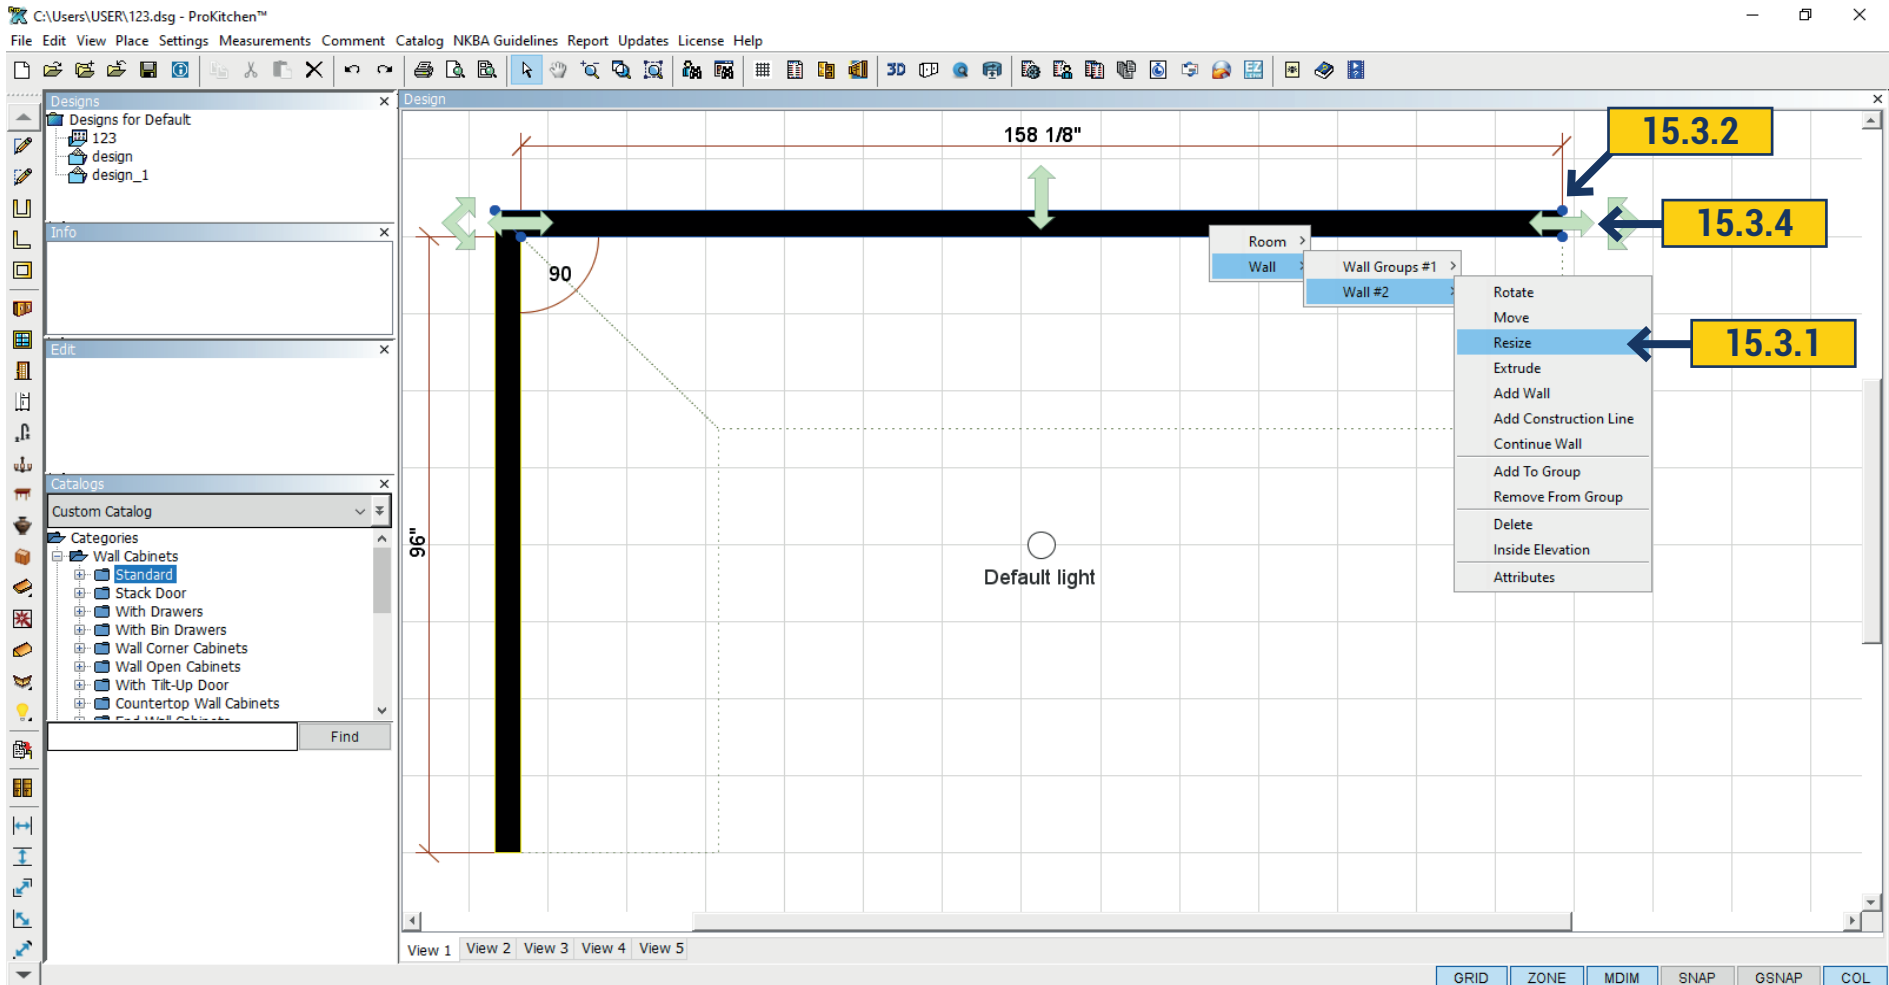 C:\Users\USER\123.dsg - ProKitchen™
File Edit View Place Settings Measurements Comment Catalog NKBA Guidelines Report Updates License Help
3D
EZ
Designs
Designs for Default
123
design
design_1
Info
Edit
Catalogs
Custom Catalog
Categories
Wall Cabinets
Standard
Stack Door
With Drawers
With Bin Drawers
Wall Corner Cabinets
Wall Open Cabinets
With Tilt-Up Door
Countertop Wall Cabinets
End Wall Cabinets
Find
Design
158 1/8"
15.3.2
15.3.4
90
Room
Wall
Wall Groups #1
Wall #2
Rotate
Move
Resize
Extrude
Add Wall
Add Construction Line
Continue Wall
Add To Group
Remove From Group
Delete
Inside Elevation
Attributes
15.3.1
96"
Default light
View 1 View 2 View 3 View 4 View 5
GRID ZONE MDIM SNAP GSNAP COL